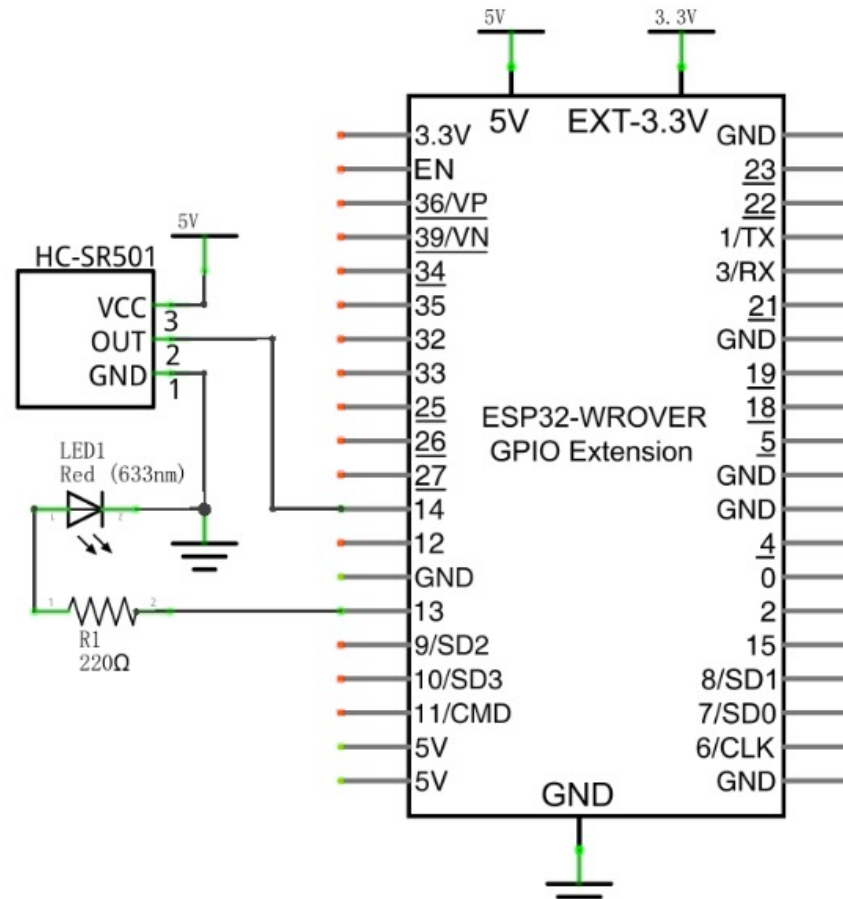 5V
3.3V
5V
EXT-3.3V
3.3V
EN
36/VP
39/VN
34
35
32
33
25
26
27
14
12
GND
13
9/SD2
10/SD3
11/CMD
5V
5V
GND
23
22
1/TX
3/RX
21
GND
19
18
5
GND
GND
4
0
2
15
8/SD1
7/SD0
6/CLK
GND
ESP32-WROVER
GPIO Extension
GND
5V
HC-SR501
VCC
3
OUT
2
GND
1
LED1
Red (633nm)
1
2
1
2
R1
220Ω